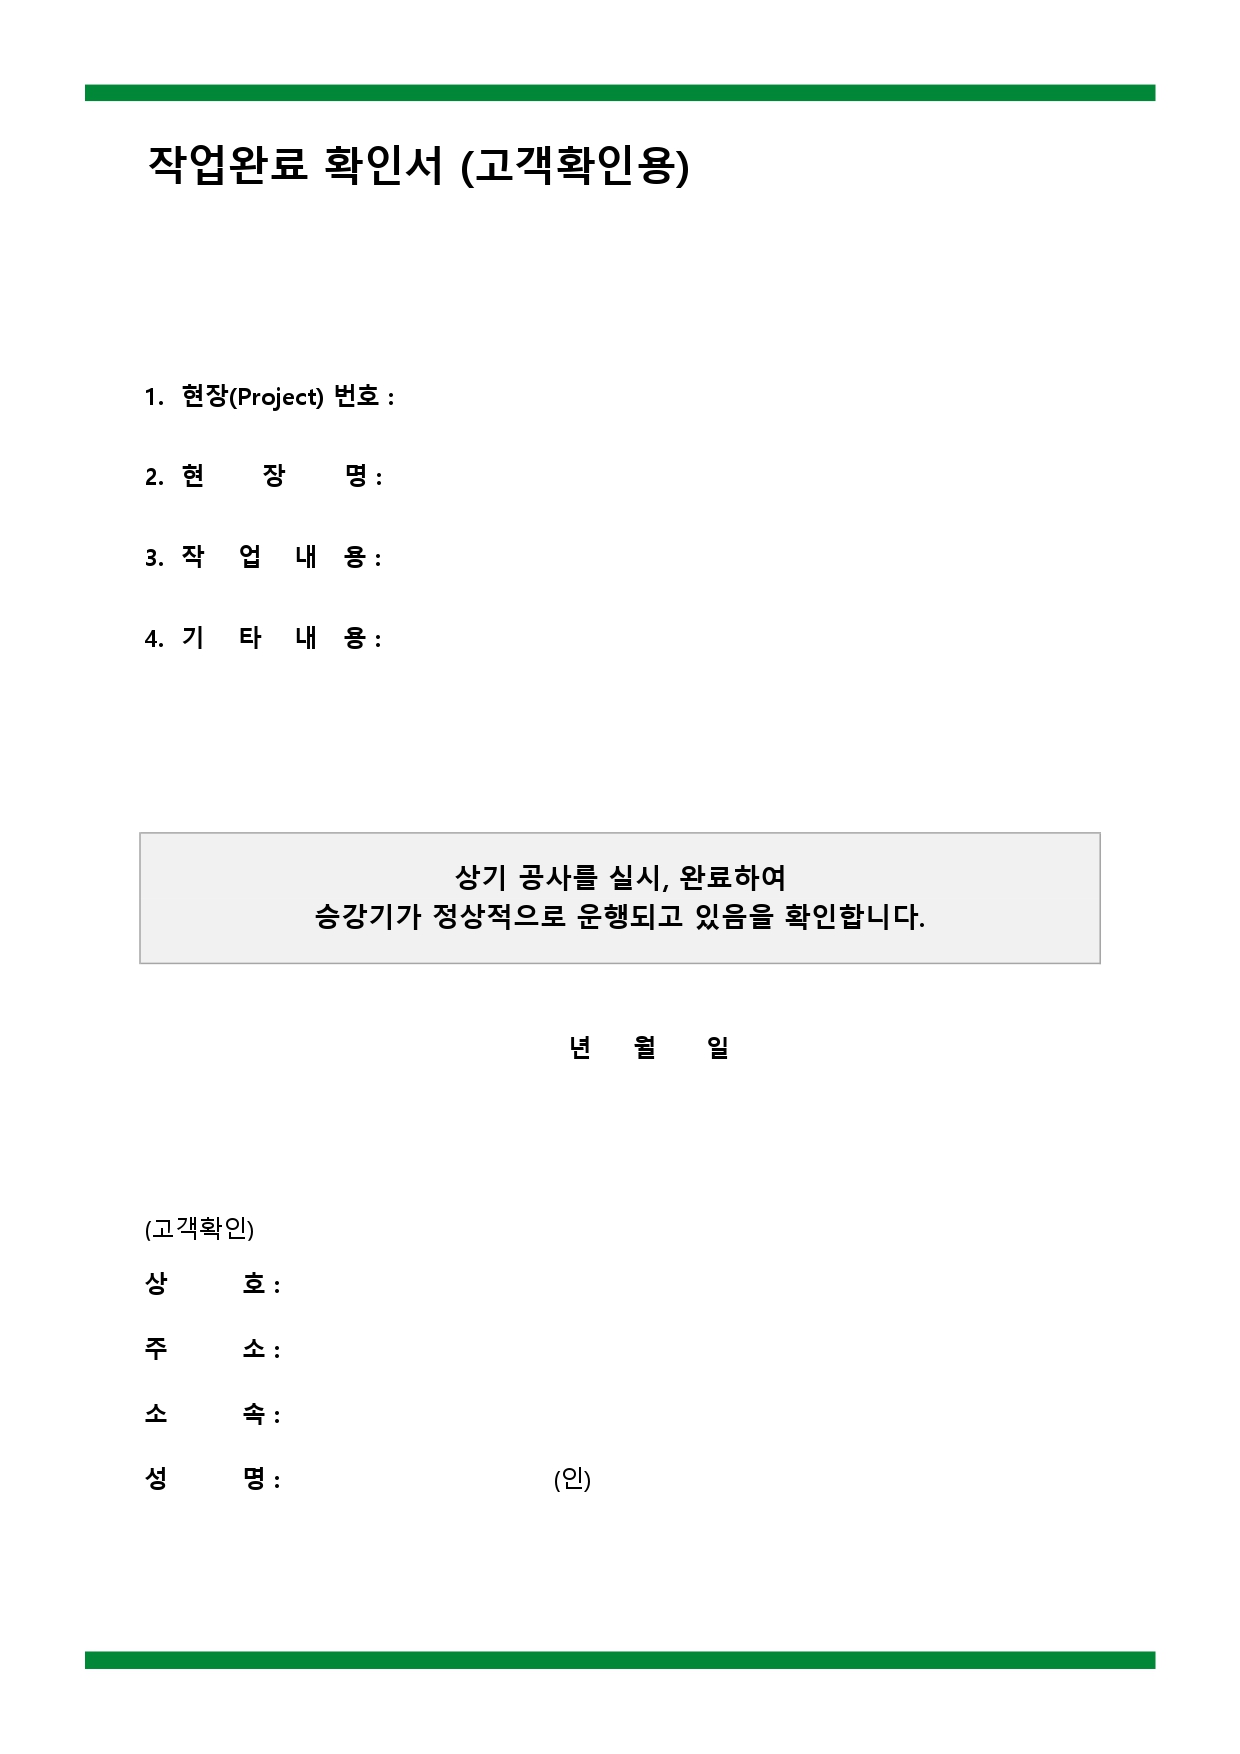 작업완료 확인서 (고객확인용)
1. 현장(Project) 번호 :
2. 현 장 명 :
3. 작 업 내 용 :
4. 기 타 내 용 :
상기 공사를 실시, 완료하여
승강기가 정상적으로 운행되고 있음을 확인합니다.
년 월 일
(고객확인)
상 호 :
주 소 :
소 속 :
성 명 : (인)